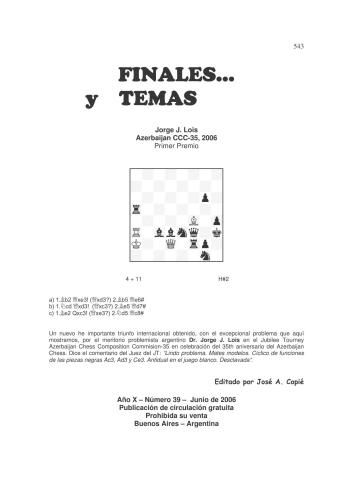 543
FINALES...
y TEMAS
Jorge J. Lois
Azerbaijan CCC-35, 2006
Primer Premio
4 + 11 H#2
Un nuevo he importante triunfo internacional obtenido, con el excepcional problema que aquí
mostramos, por el meritorio problemista argentino Dr. Jorge J. Lois en el Jubilee Tourney
Azerbaijan Chess Composition Commision-35 en celebración del 35th aniversario del Azerbaijan
Chess. Dice el comentario del Juez del JT: "Lindo problema. Mates modelos. Cíclico de funciones
de las piezas negras Ac3, Ad3 y Ce3. Antidual en el juego blanco. Desclavada".
Editado por José A. Copié
Año X – Número 39 – Junio de 2006
Publicación de circulación gratuita
Prohibida su venta
Buenos Aires – Argentina